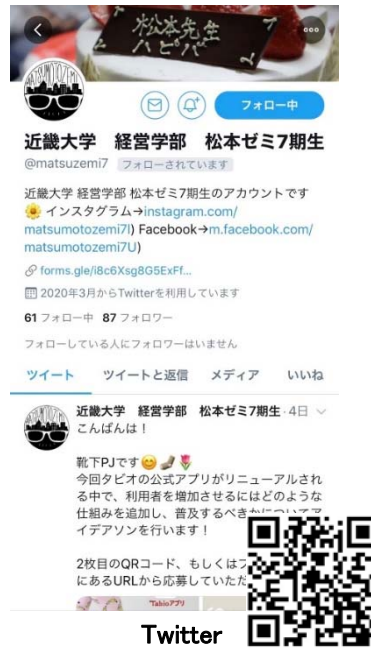 松本先生
ハピバ
MATSUMOTOZEMI
フォロー中
近畿大学 経営学部 松本ゼミ7期生
@matsuzemi7 フォローされています
近畿大学 経営学部 松本ゼミ7期生のアカウントです
🌼 インスタグラム→instagram.com/
matsumotozemi7l) Facebook→m.facebook.com/
matsumotozemi7U)
forms.gle/i8c6Xsg8G5ExFf...
2020年3月からTwitterを利用しています
61 フォロー中 87 フォロワー
フォローしている人にフォロワーはいません
ツイート ツイートと返信 メディア いいね
近畿大学 経営学部 松本ゼミ7期生・4日
こんばんは!
靴下PJです😊🧦🌷
今回タビオの公式アプリがリニューアルされ
る中で、利用者を増加させるにはどのような
仕組みを追加し、普及するべきかについてア
イデアソンを行います!
2枚目のQRコード、もしくはプ
にあるURLから応募していただ
Tabioアプリ
Twitter